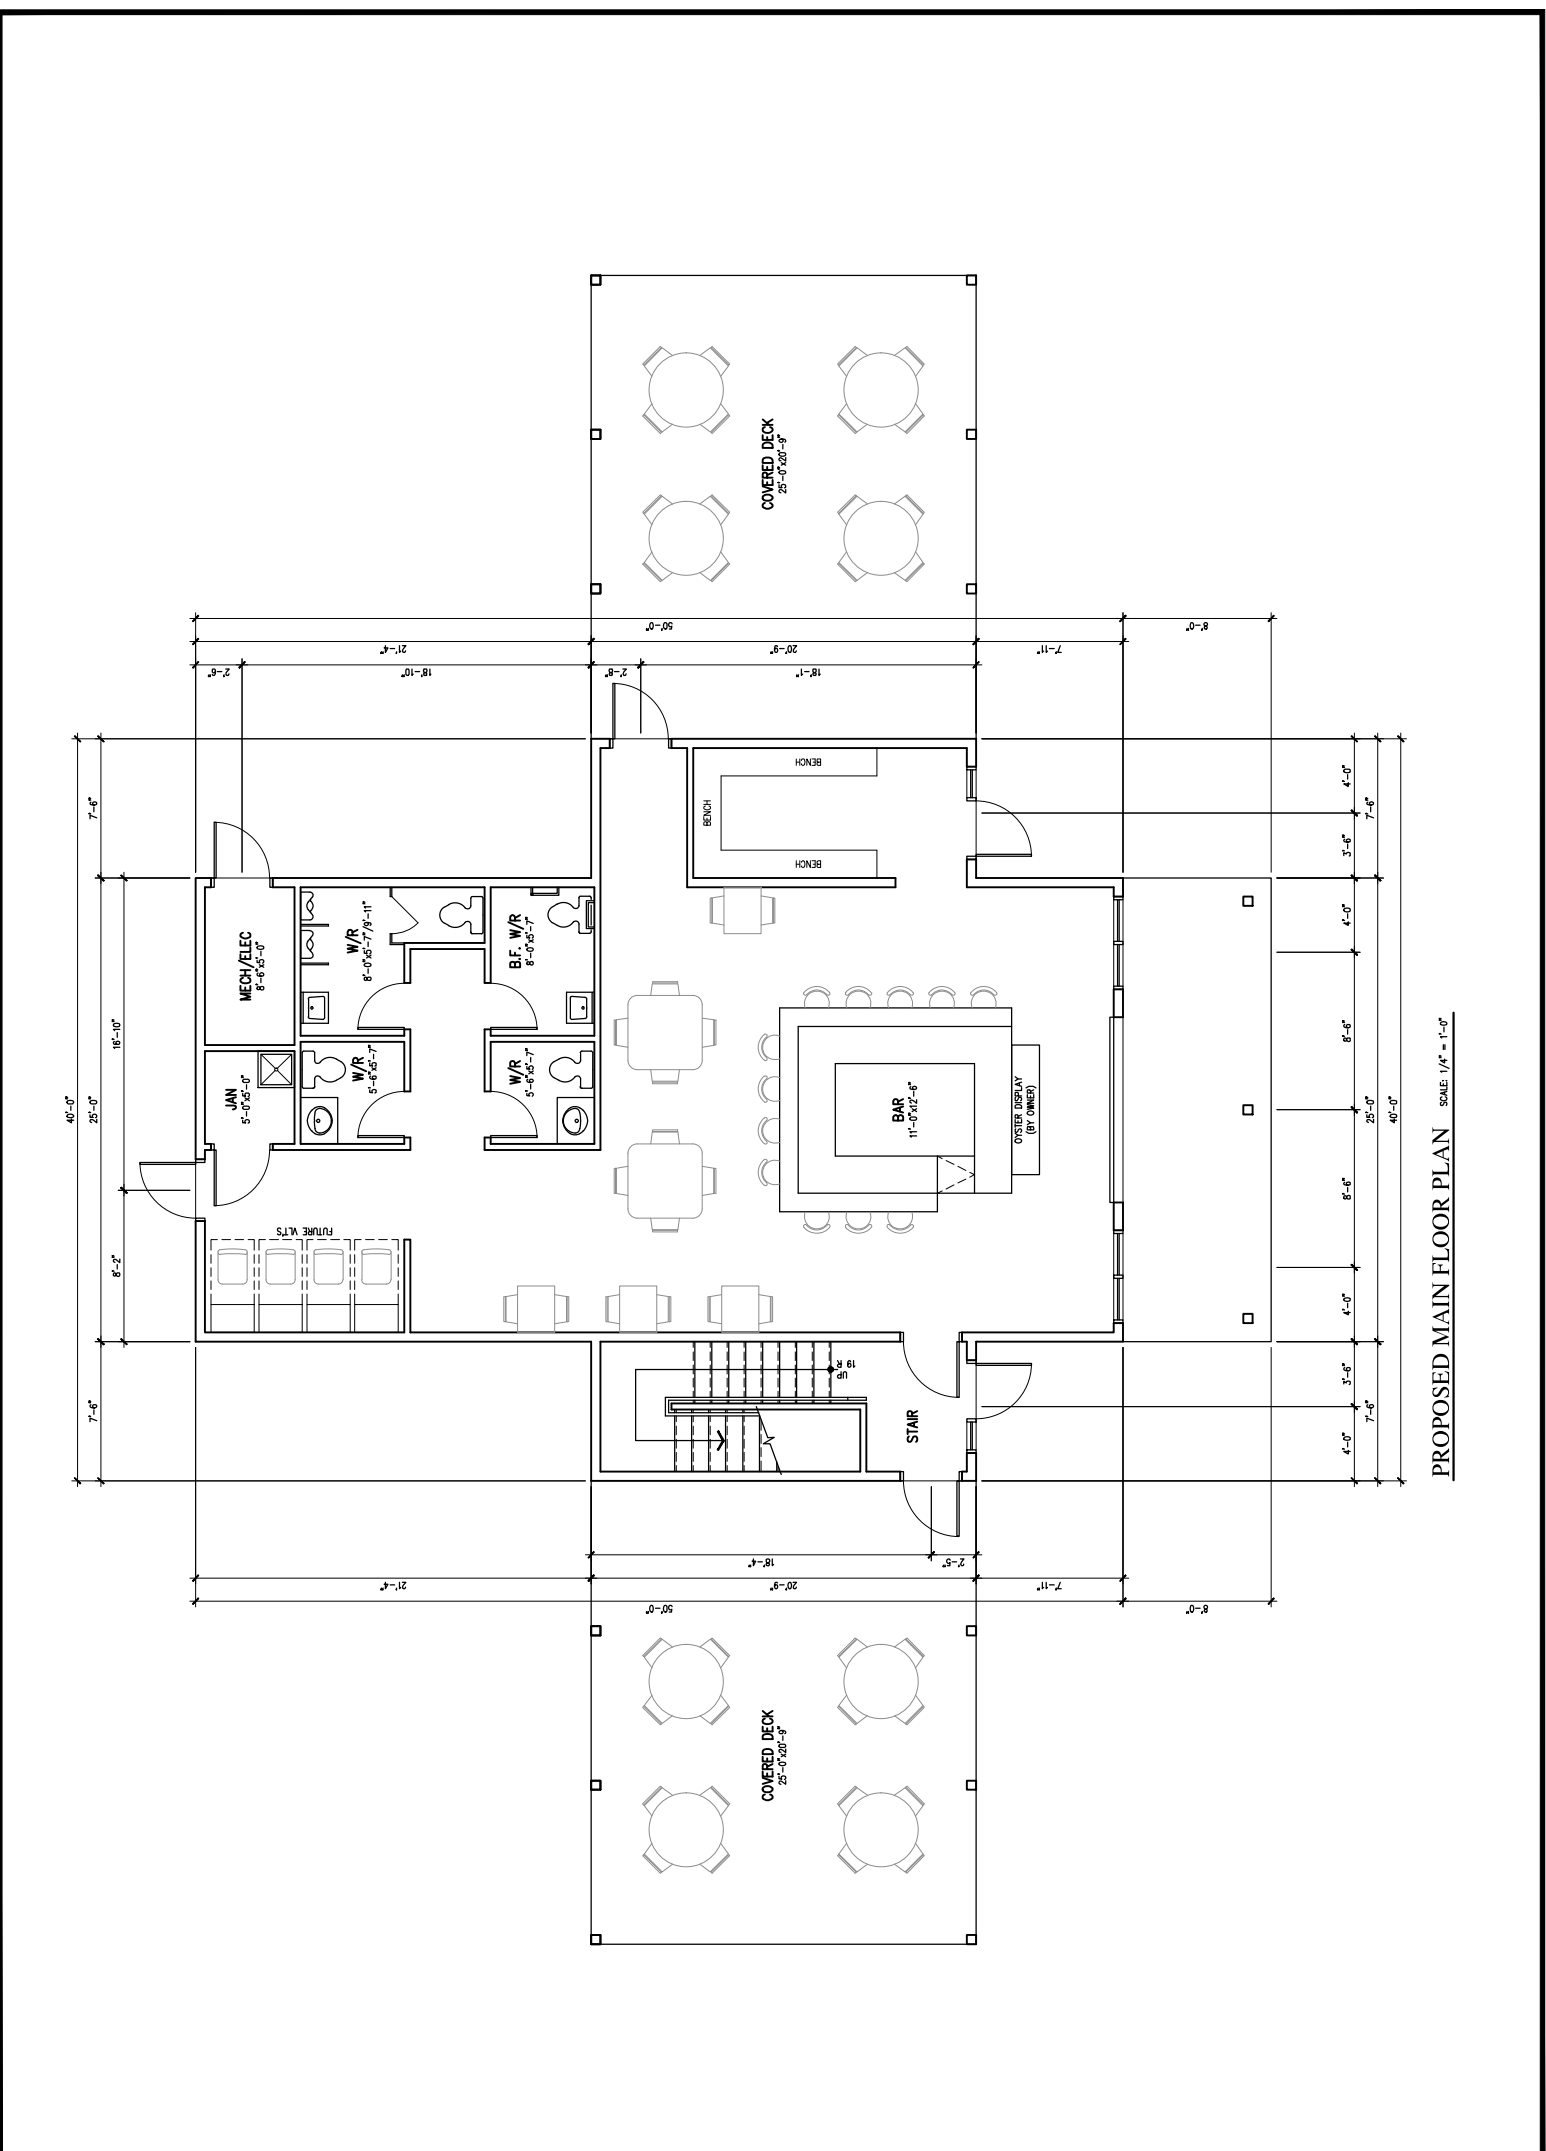 COVERED DECK
25'-0"x20'-9"
50'-0"
8'-0"
21'-4"
20'-9"
7'-11"
2'-6"
18'-10"
2'-8"
18'-1"
40'-0"
7'-6"
25'-0"
7'-6"
16'-10"
8'-2"
MECH/ELEC
8'-6"x5'-0"
W/R
8'-0"x5'-7"/9'-11"
B.F. W/R
8'-0"x5'-7"
JAN
5'-0"x5'-0"
W/R
5'-6"x5'-7"
W/R
5'-6"x5'-7"
FUTURE VLT'S
BENCH
BENCH
BENCH
BAR
11'-0"x12'-6"
OYSTER DISPLAY
(BY OWNER)
UP
19 R.
STAIR
4'-0"
3'-6"
4'-0"
8'-6"
8'-6"
4'-0"
3'-6"
4'-0"
7'-6"
25'-0"
7'-6"
40'-0"
18'-4"
2'-5"
21'-4"
20'-9"
7'-11"
50'-0"
8'-0"
COVERED DECK
25'-0"x20'-9"
PROPOSED MAIN FLOOR PLAN SCALE: 1/4" = 1'-0"